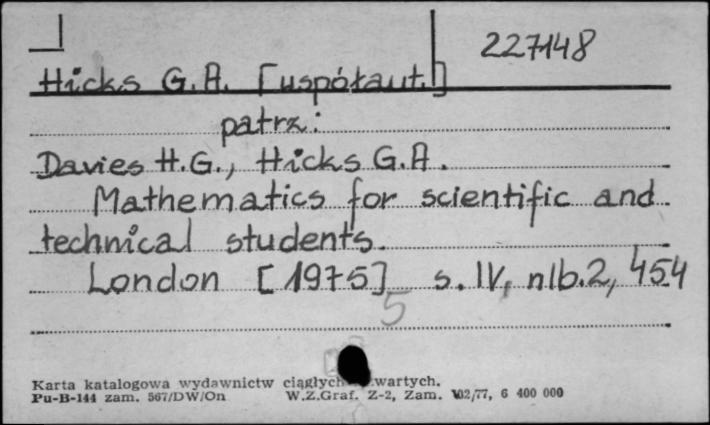 227148
Hicks G.A. [współaut.]
patrz:
Davies H.G., Hicks G.A.
Mathematics for scientific and
technical students.
London [1975] s. IV, nlb.2, 454
5
Karta katalogowa wydawnictw ciągłych wartych.
Pu-B-144 zam. 567/DW/On W.Z.Graf. Z-2, Zam. 102/77, 6 400 000